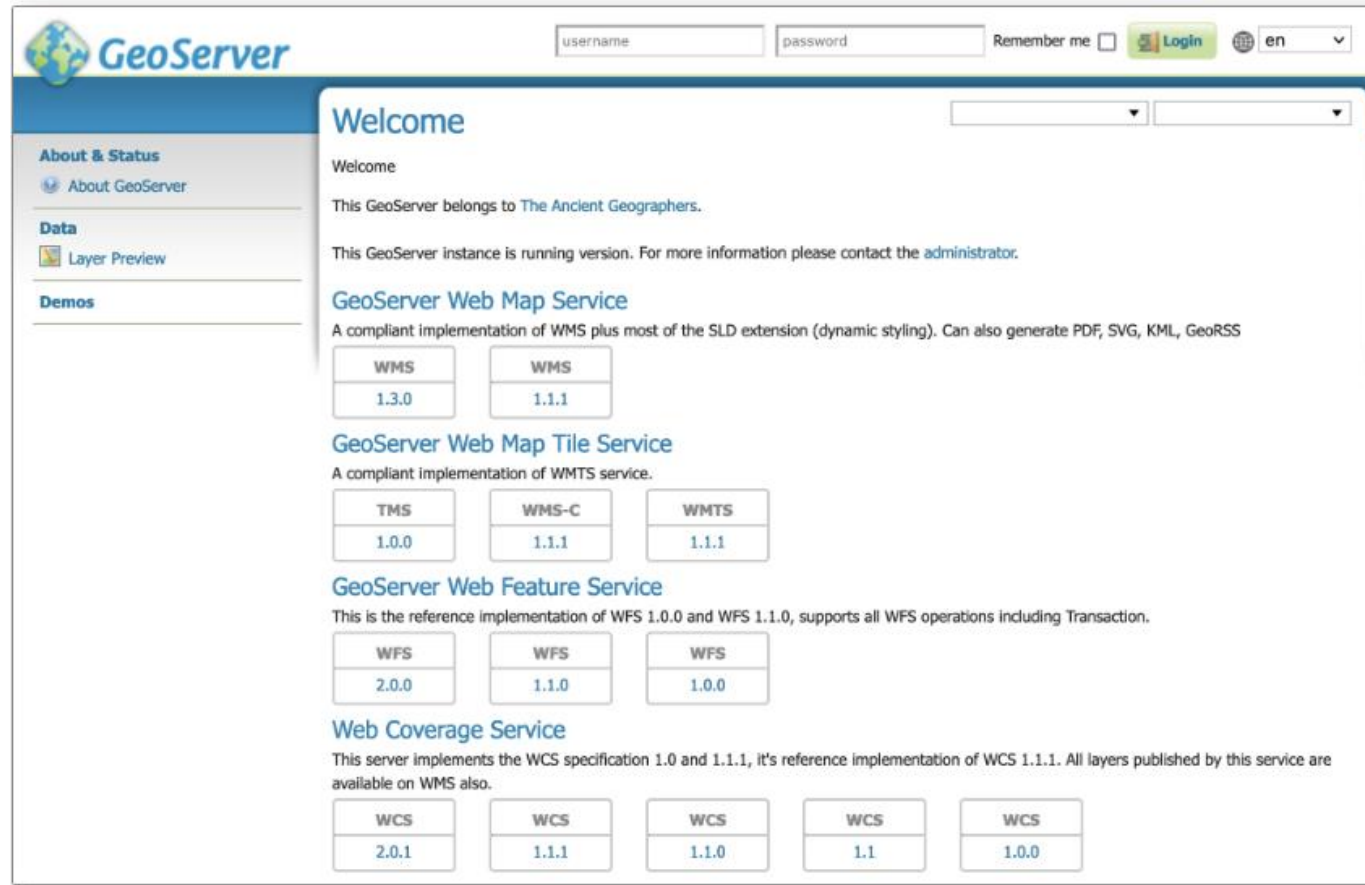 GeoServer
username password Remember me Login en
Welcome
About & Status
Welcome
About GeoServer
This GeoServer belongs to The Ancient Geographers.
Data
Layer Preview
This GeoServer instance is running version. For more information please contact the administrator.
Demos
GeoServer Web Map Service
A compliant implementation of WMS plus most of the SLD extension (dynamic styling). Can also generate PDF, SVG, KML, GeoRSS
WMS WMS
1.3.0 1.1.1
GeoServer Web Map Tile Service
A compliant implementation of WMTS service.
TMS WMS-C WMTS
1.0.0 1.1.1 1.1.1
GeoServer Web Feature Service
This is the reference implementation of WFS 1.0.0 and WFS 1.1.0, supports all WFS operations including Transaction.
WFS WFS WFS
2.0.0 1.1.0 1.0.0
Web Coverage Service
This server implements the WCS specification 1.0 and 1.1.1, it's reference implementation of WCS 1.1.1. All layers published by this service are
available on WMS also.
WCS WCS WCS WCS WCS
2.0.1 1.1.1 1.1.0 1.1 1.0.0